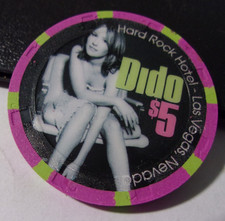 Hard Rock Hotel - Las Vegas, Nevada
Dido
$5